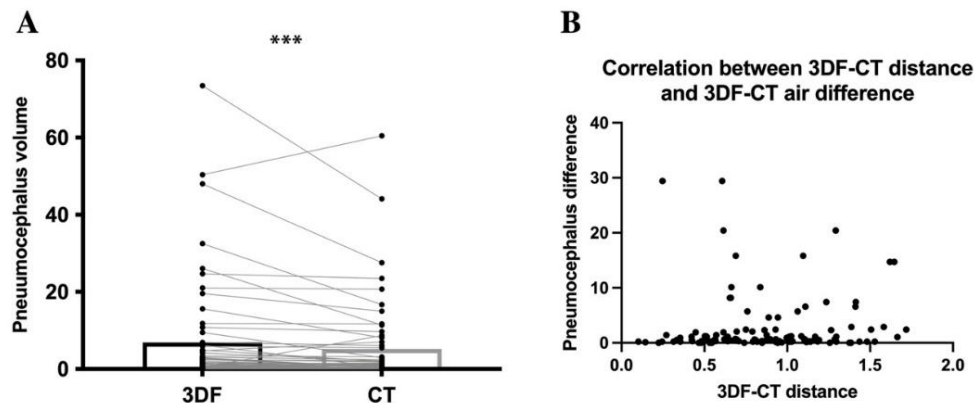 A
***
Pneuumocephalus volume
80
60
40
20
0
3DF
CT
B
Correlation between 3DF-CT distance
and 3DF-CT air difference
Pneumocephalus difference
40
30
20
10
0
0.0
0.5
1.0
1.5
2.0
3DF-CT distance